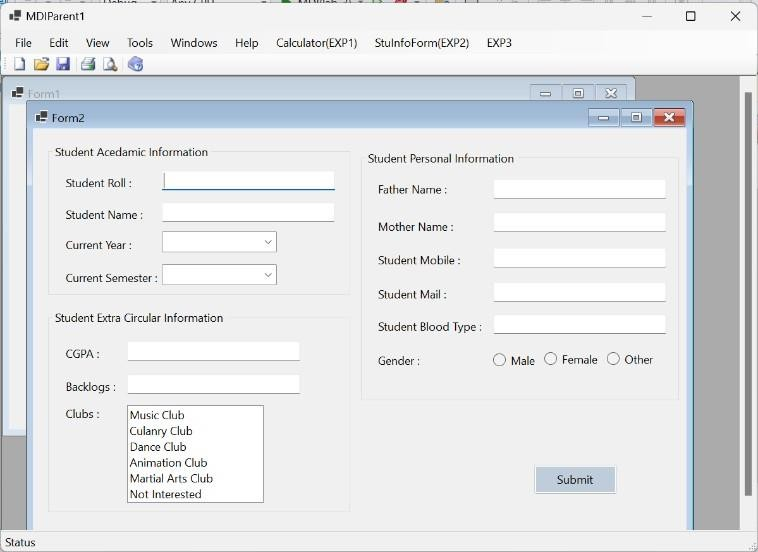 MDIParent1
File Edit View Tools Windows Help Calculator(EXP1) StuInfoForm(EXP2) EXP3
Form1
Form2
Student Acedamic Information
Student Roll :
Student Name :
Current Year :
Current Semester :
Student Extra Circular Information
CGPA :
Backlogs :
Clubs :
Music Club
Culanry Club
Dance Club
Animation Club
Martial Arts Club
Not Interested
Student Personal Information
Father Name :
Mother Name :
Student Mobile :
Student Mail :
Student Blood Type :
Gender : Male Female Other
Submit
Status